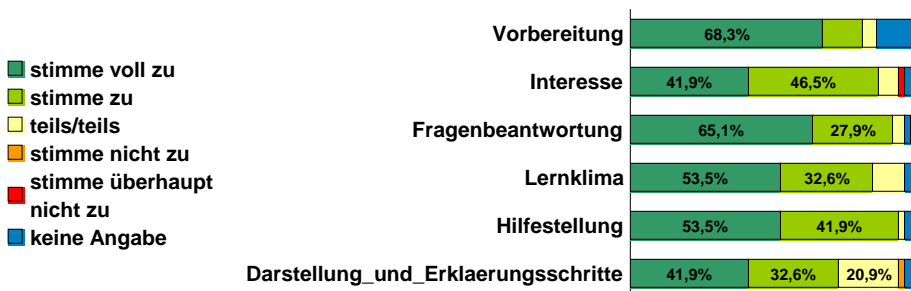 stimme voll zu
stimme zu
teils/teils
stimme nicht zu
stimme überhaupt
nicht zu
keine Angabe
Vorbereitung
68,3%
Interesse
41,9% 46,5%
Fragenbeantwortung
65,1% 27,9%
Lernklima
53,5% 32,6%
Hilfestellung
53,5% 41,9%
Darstellung_und_Erklaerungsschritte
41,9% 32,6% 20,9%